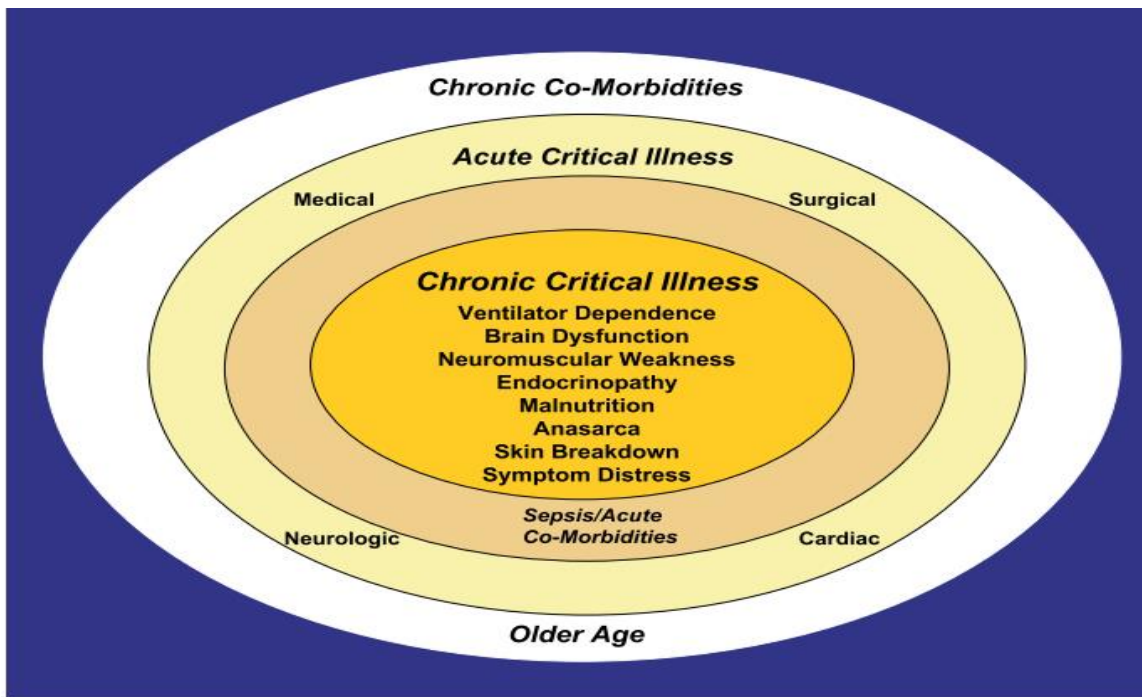 Chronic Co-Morbidities
Acute Critical Illness
Medical
Surgical
Chronic Critical Illness
Ventilator Dependence
Brain Dysfunction
Neuromuscular Weakness
Endocrinopathy
Malnutrition
Anasarca
Skin Breakdown
Symptom Distress
Sepsis/Acute
Co-Morbidities
Neurologic
Cardiac
Older Age